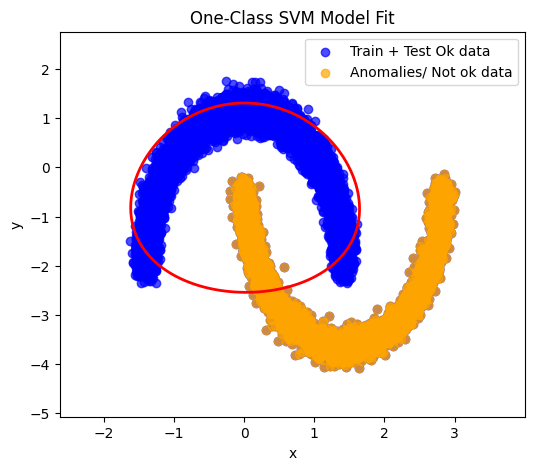 One-Class SVM Model Fit
Train + Test Ok data
Anomalies/ Not ok data
y
2
1
0
−1
−2
−3
−4
−5
−2
−1
0
1
2
3
x